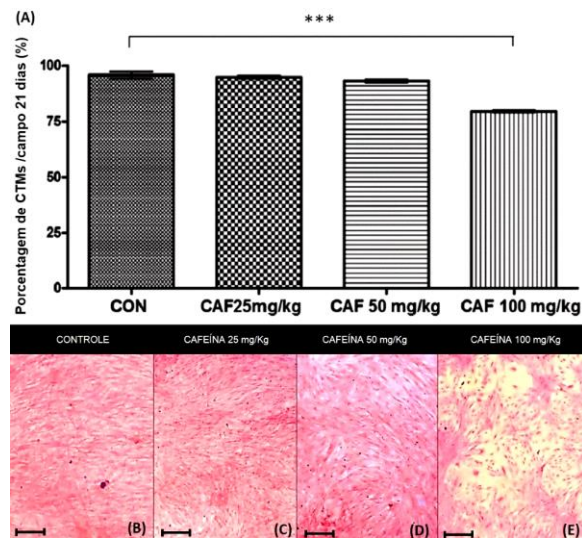 (A)
***
Porcentagem de CTMs /campo 21 dias (%)
100
75
50
25
0
CON CAF25mg/kg CAF 50 mg/kg CAF 100 mg/kg
CONTROLE CAFEÍNA 25 mg/Kg CAFEÍNA 50 mg/Kg CAFEÍNA 100 mg/Kg
(B) (C) (D) (E)